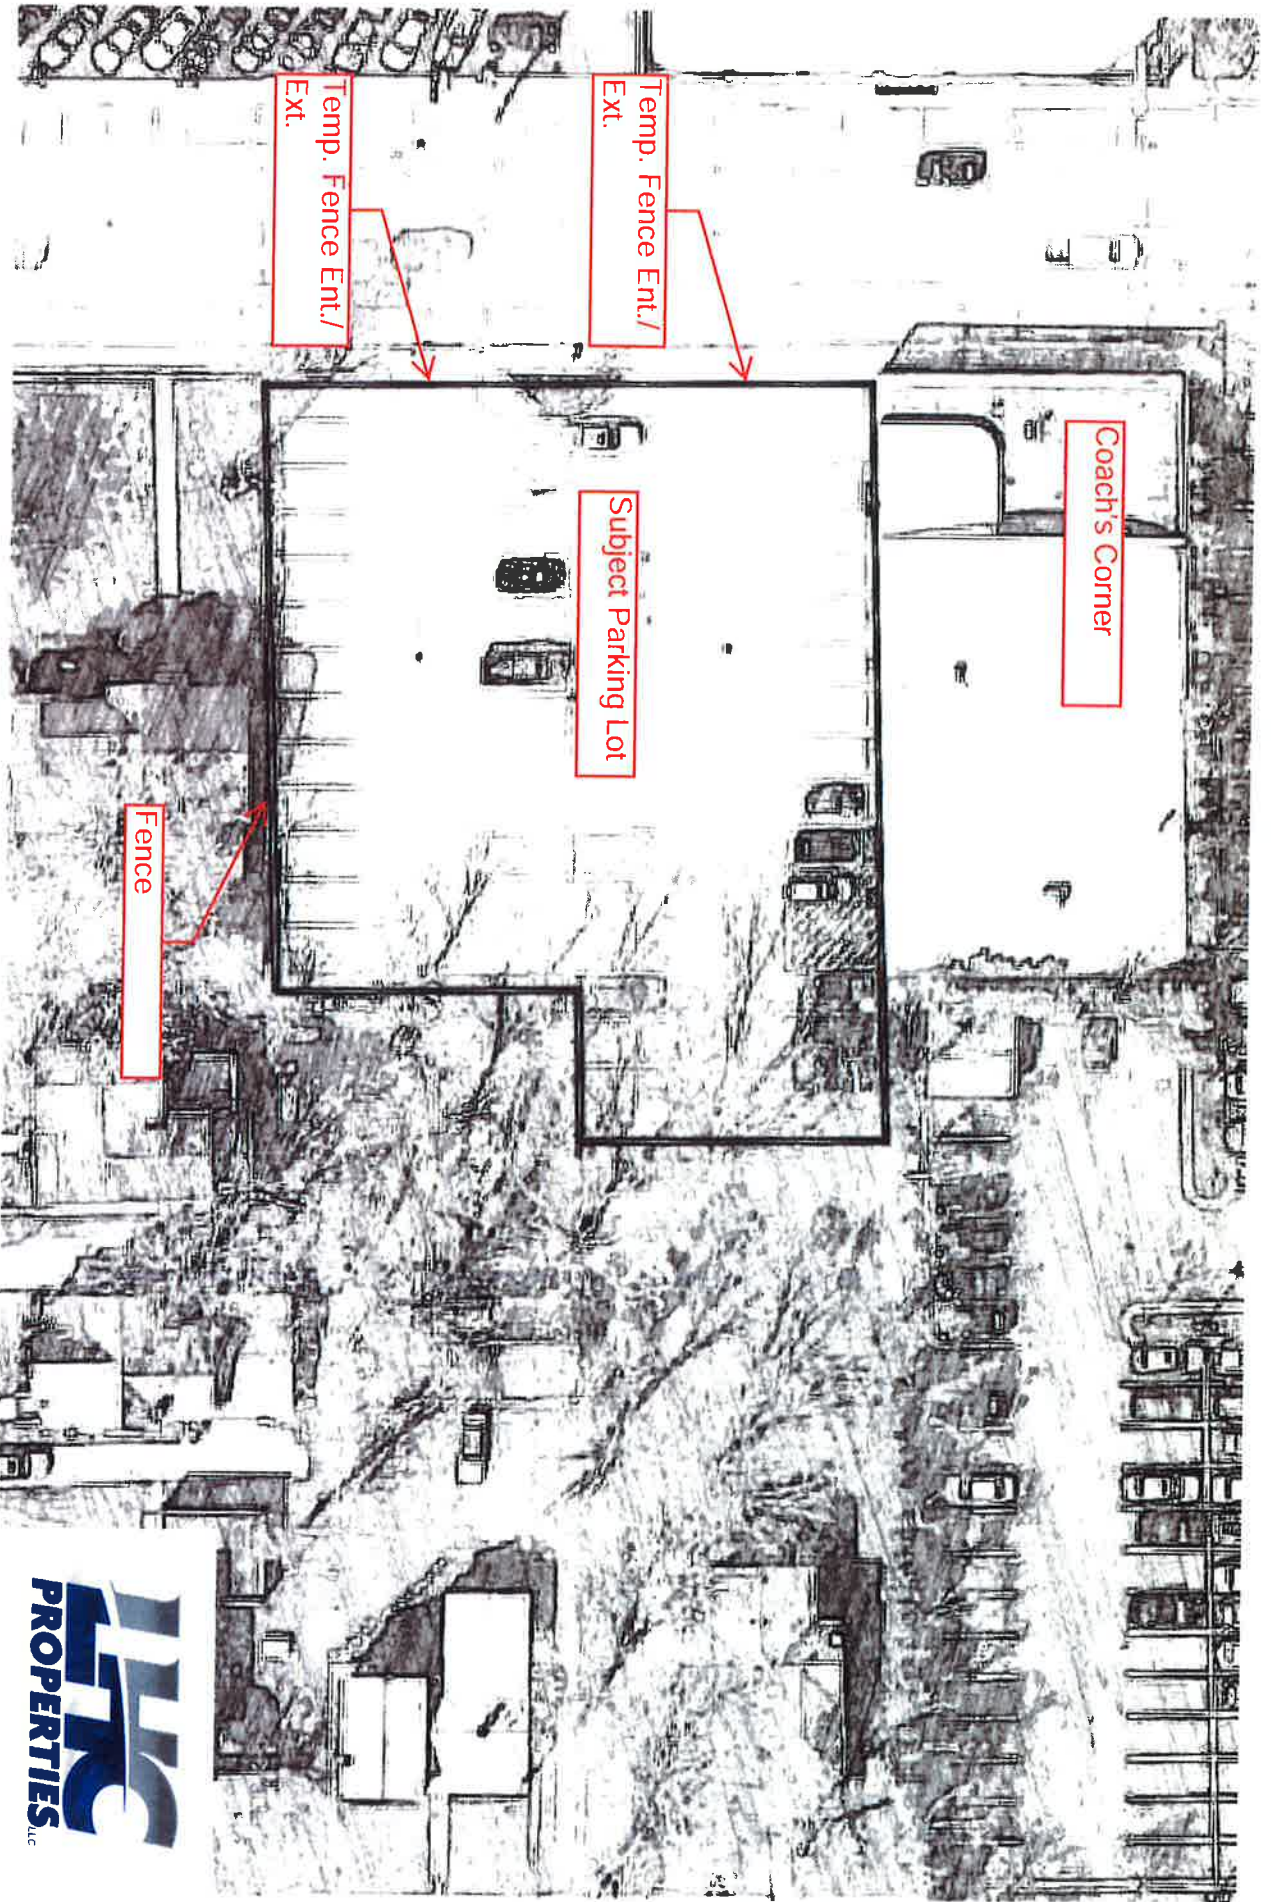 Coach's Corner
Temp. Fence Ent./
Ext.
Subject Parking Lot
Temp. Fence Ent./
Ext.
Fence
LHC
PROPERTIES LLC